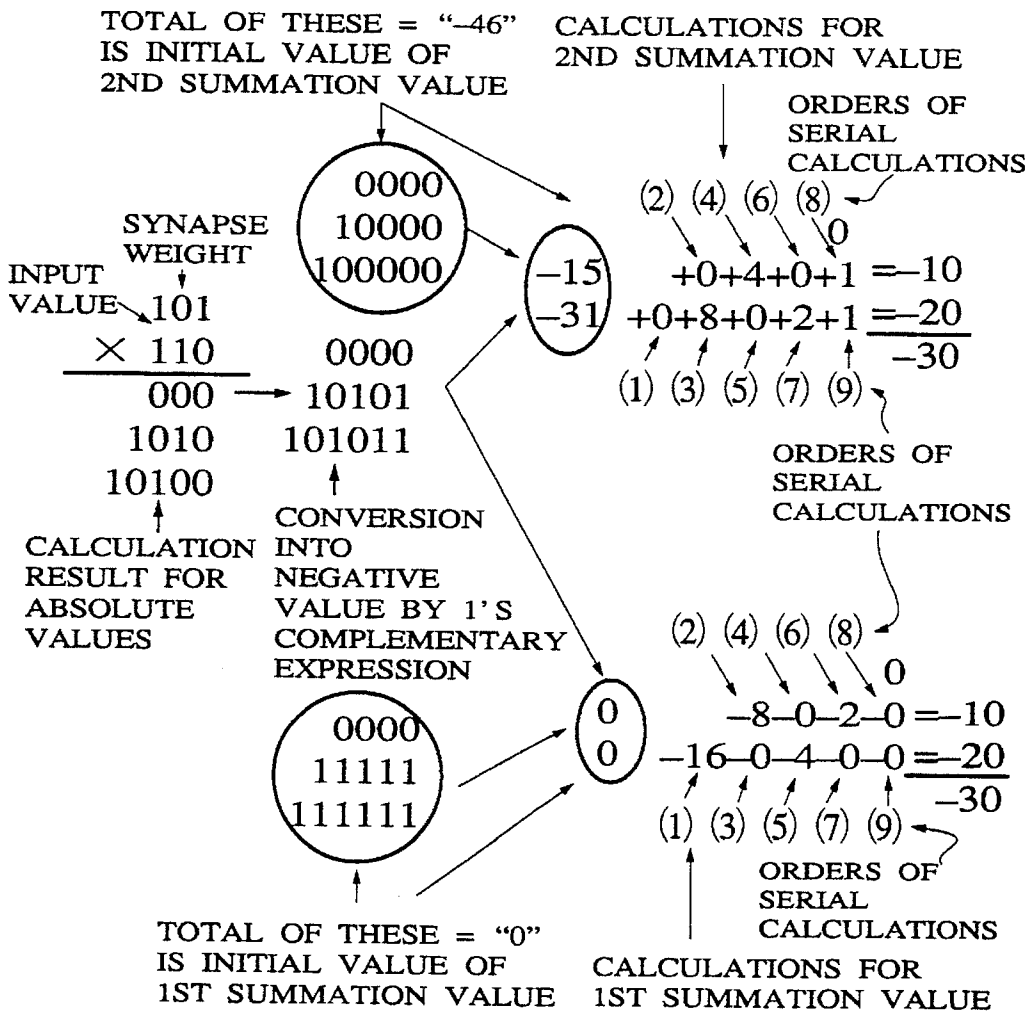 TOTAL OF THESE = “–46”
IS INITIAL VALUE OF
2ND SUMMATION VALUE
CALCULATIONS FOR
2ND SUMMATION VALUE
ORDERS OF
SERIAL
CALCULATIONS
(2) (4) (6) (8)
0
0000
10000
100000
–15
+0+4+0+1 =–10
–31
+0+8+0+2+1 =–20
–30
(1) (3) (5) (7) (9)
SYNAPSE
WEIGHT
INPUT
VALUE
101
× 110
000
1010
10100
0000
10101
101011
ORDERS OF
SERIAL
CALCULATIONS
CALCULATION
RESULT FOR
ABSOLUTE
VALUES
CONVERSION
INTO
NEGATIVE
VALUE BY 1'S
COMPLEMENTARY
EXPRESSION
(2) (4) (6) (8)
0
0000
11111
111111
0
–8–0–2–0 =–10
0
–16–0–4–0–0 =–20
–30
(1) (3) (5) (7) (9)
ORDERS OF
SERIAL
CALCULATIONS
TOTAL OF THESE = “0”
IS INITIAL VALUE OF
1ST SUMMATION VALUE
CALCULATIONS FOR
1ST SUMMATION VALUE